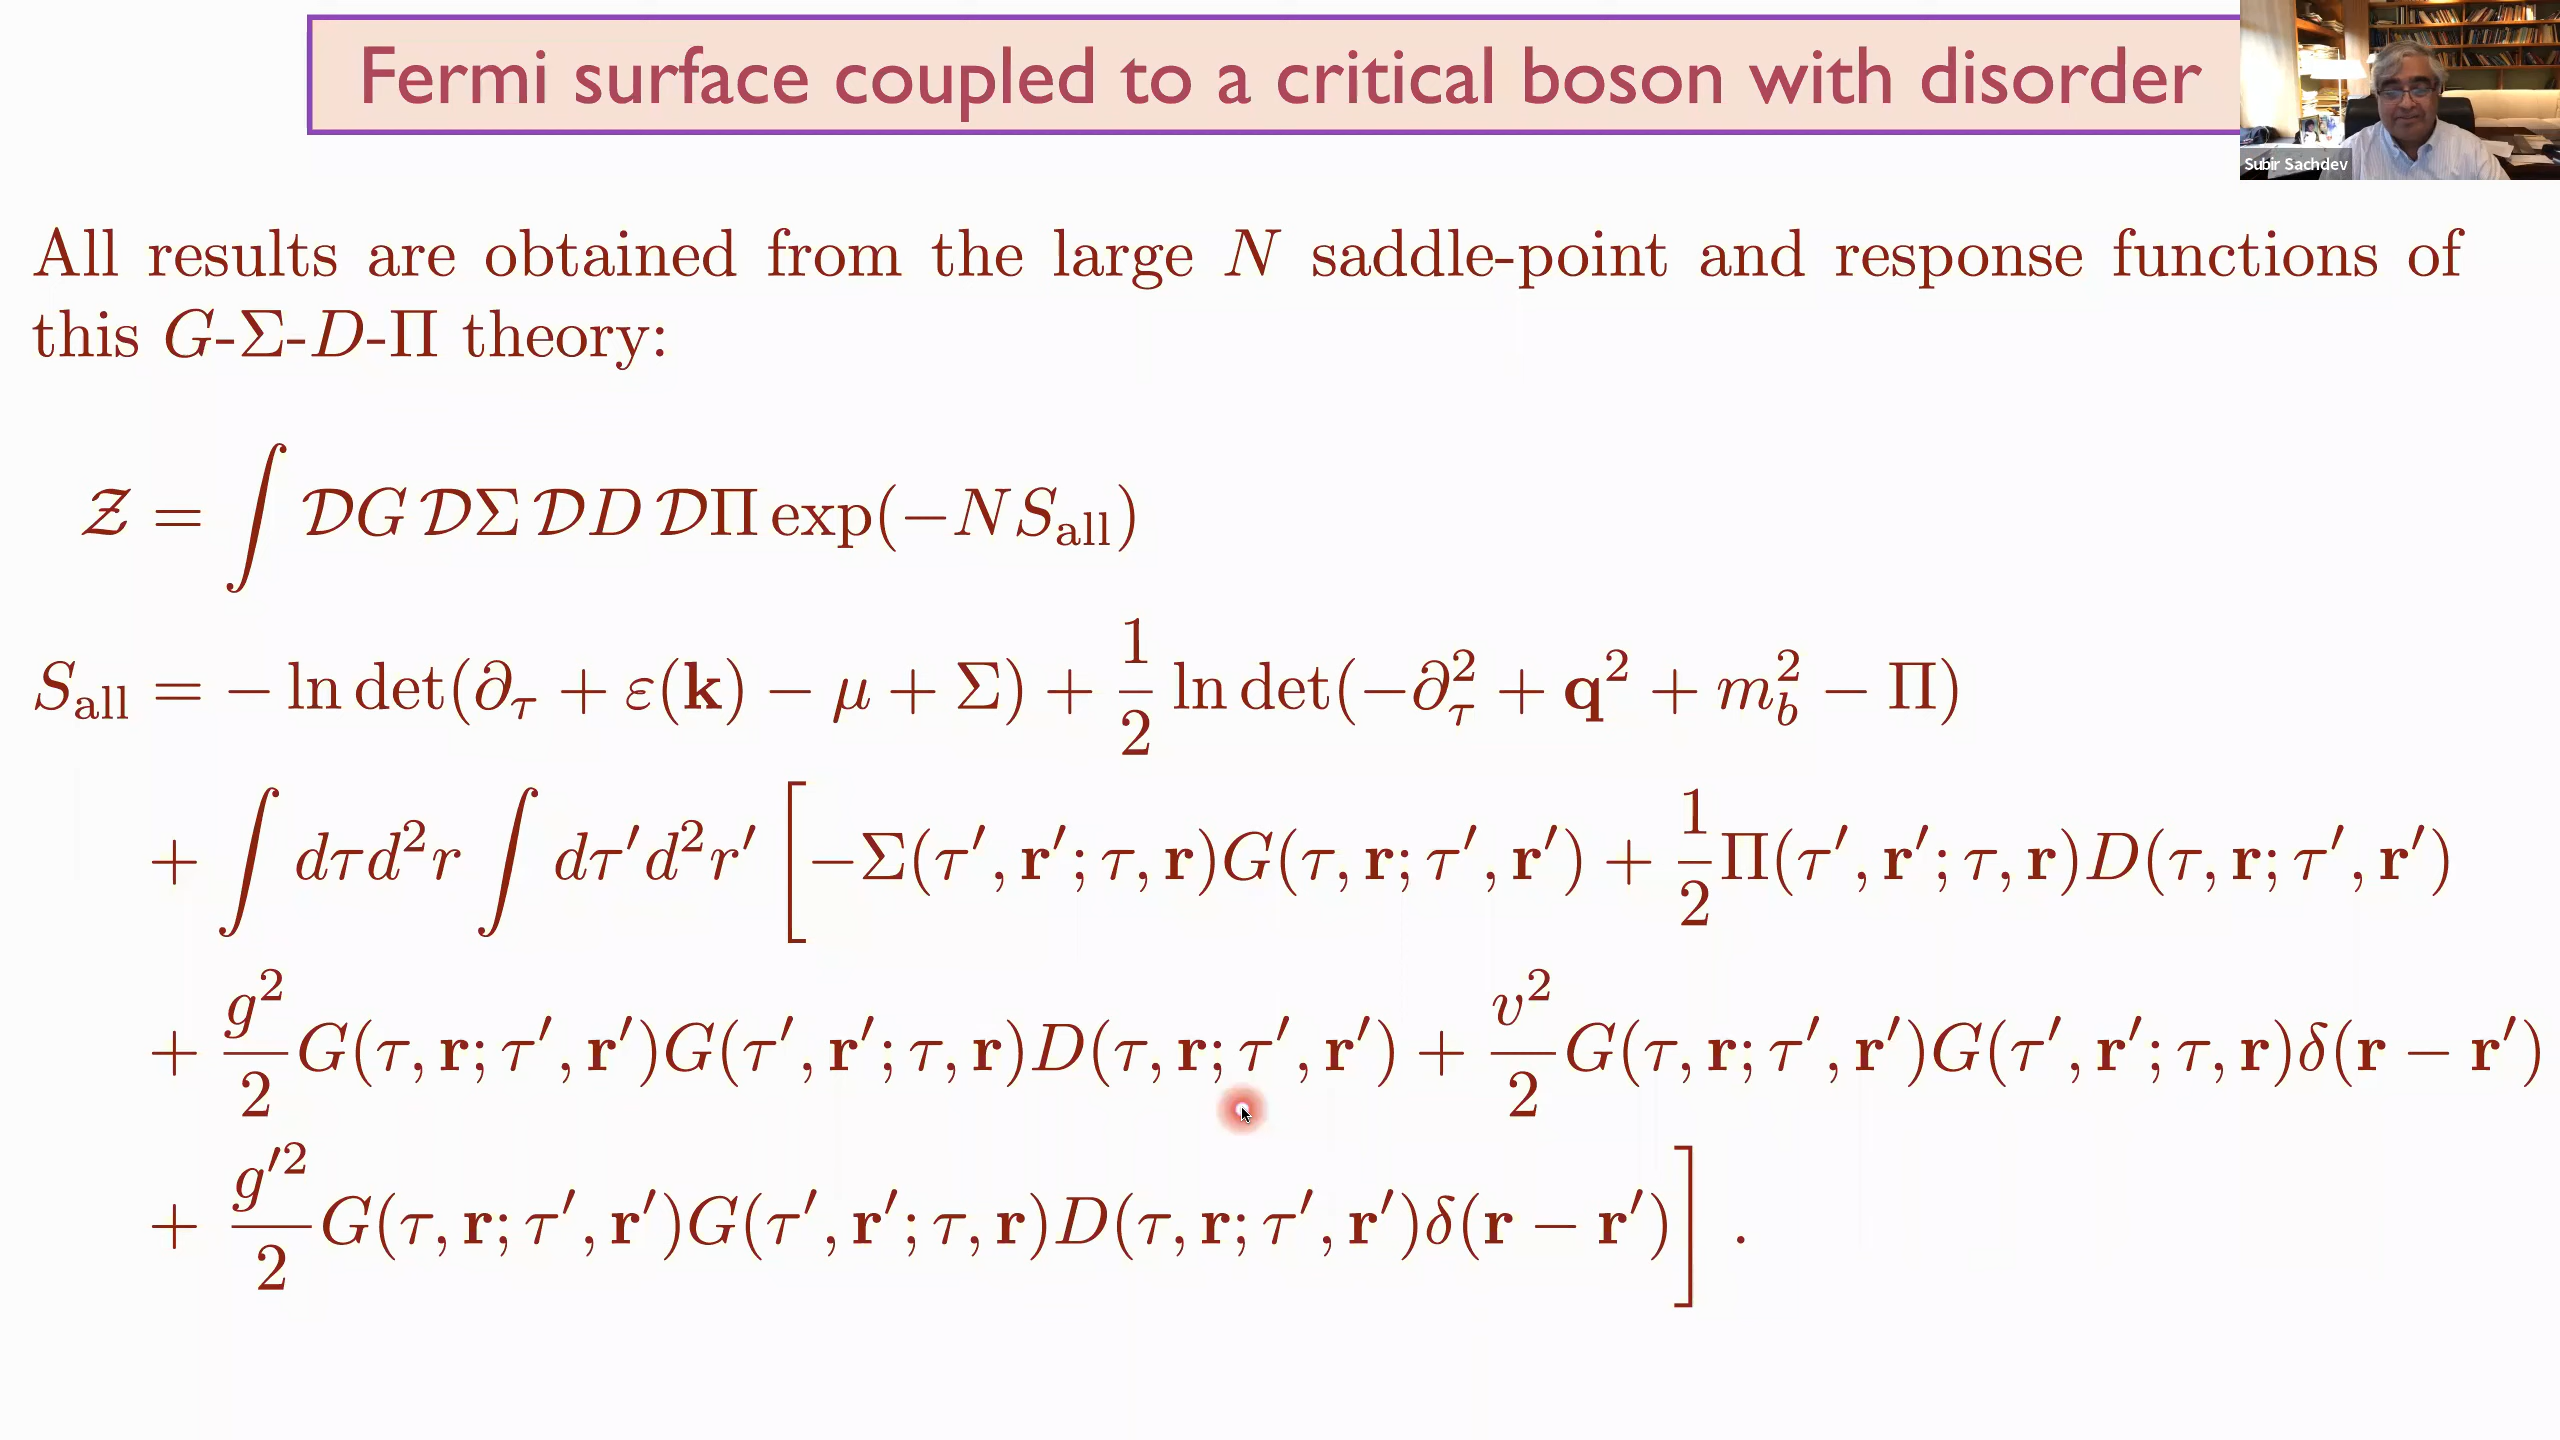 Fermi surface coupled to a critical boson with disorder
Subir Sachdev
All results are obtained from the large N saddle-point and response functions of
this G-Σ-D-Π theory:
𝒵 = ∫ 𝒟G 𝒟Σ 𝒟D 𝒟Π exp(−NS_all)
S_all = − ln det(∂_τ + ε(𝐤) − μ + Σ) + 1/2 ln det(−∂_τ² + 𝐪² + m_b² − Π)
+ ∫ dτd²r ∫ dτ′d²r′ [ −Σ(τ′, 𝐫′; τ, 𝐫)G(τ, 𝐫; τ′, 𝐫′) + 1/2 Π(τ′, 𝐫′; τ, 𝐫)D(τ, 𝐫; τ′, 𝐫′)
+ g²/2 G(τ, 𝐫; τ′, 𝐫′)G(τ′, 𝐫′; τ, 𝐫)D(τ, 𝐫; τ′, 𝐫′) + v²/2 G(τ, 𝐫; τ′, 𝐫′)G(τ′, 𝐫′; τ, 𝐫)δ(𝐫 − 𝐫′)
+ g′²/2 G(τ, 𝐫; τ′, 𝐫′)G(τ′, 𝐫′; τ, 𝐫)D(τ, 𝐫; τ′, 𝐫′)δ(𝐫 − 𝐫′) ] .